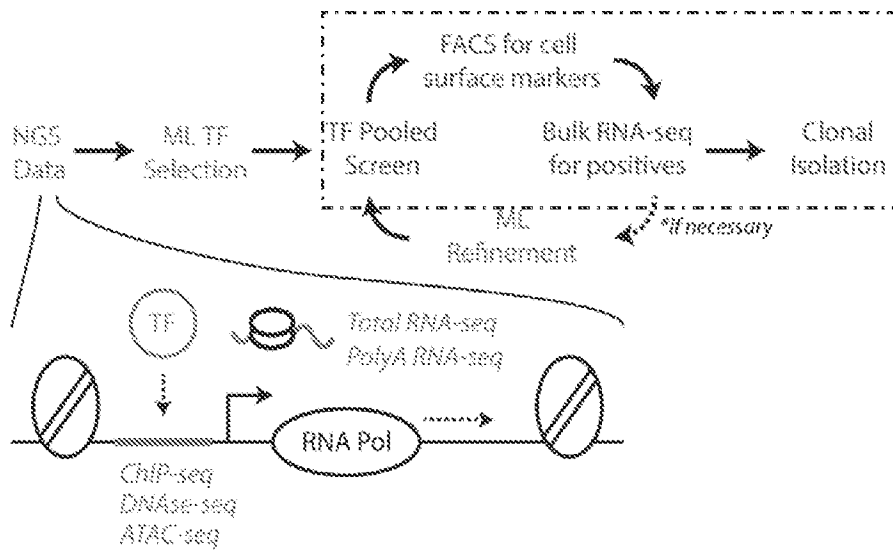 FACS for cell
surface markers
NGS
Data
ML TF
Selection
TF Pooled
Screen
Bulk RNA-seq
for positives
Clonal
Isolation
ML
Refinement
*if necessary
TF
Total RNA-seq
PolyA RNA-seq
RNA Pol
ChIP-seq
DNAse-seq
ATAC-seq